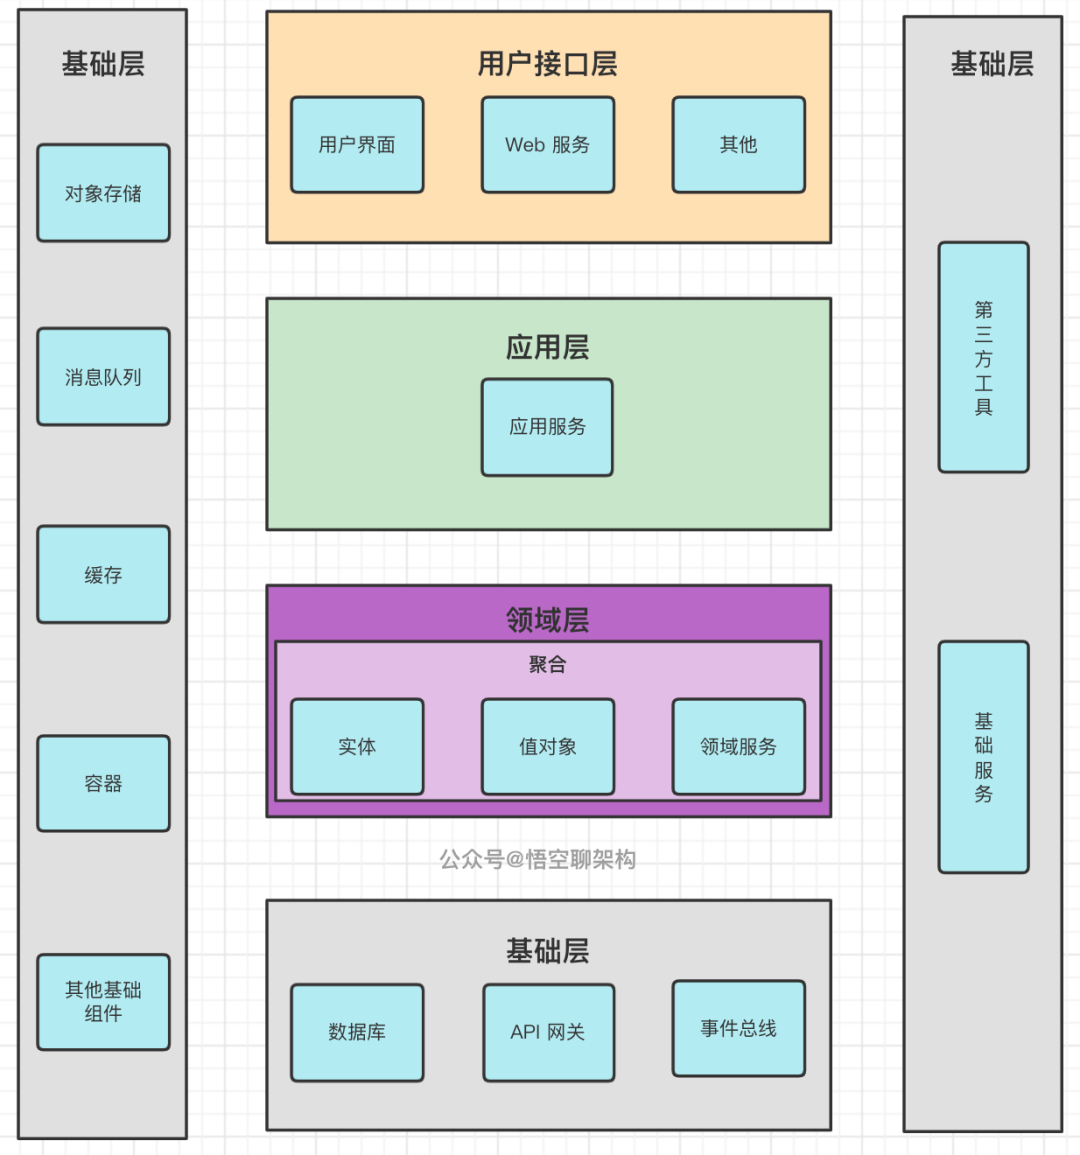 基础层
对象存储
消息队列
缓存
容器
其他基础
组件
用户接口层
用户界面
Web 服务
其他
应用层
应用服务
领域层
聚合
实体
值对象
领域服务
公众号@悟空聊架构
基础层
数据库
API 网关
事件总线
基础层
第三方工具
基础服务